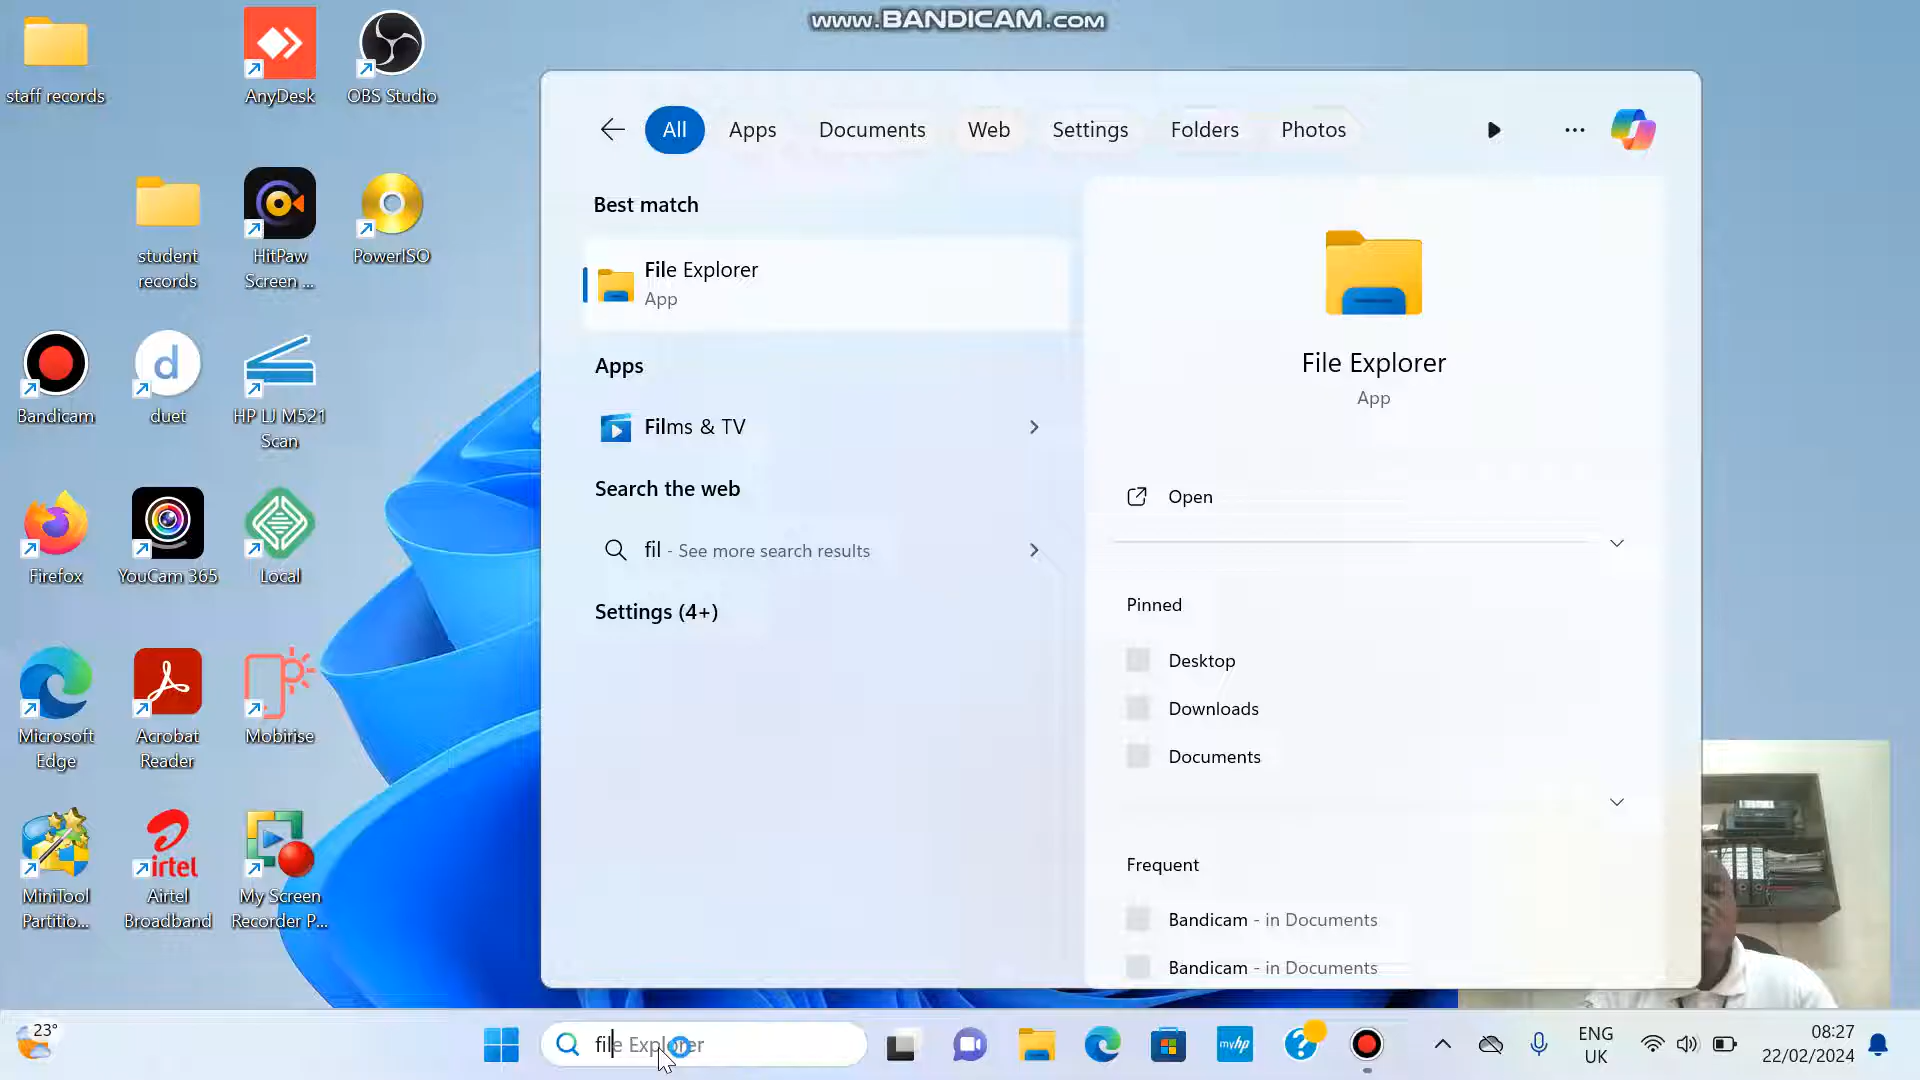 www.BANDICAM.com
staff records
AnyDesk
OBS Studio
student
records
HitPaw
Screen ...
PowerISO
Bandicam
d
duet
HP LJ M521
Scan
Firefox
YouCam 365
Local
Microsoft
Edge
Acrobat
Reader
Mobirise
MiniTool
Partitio...
airtel
Airtel
Broadband
My Screen
Recorder P...
All
Apps
Documents
Web
Settings
Folders
Photos
Best match
File Explorer
App
Apps
Films & TV
Search the web
fil - See more search results
Settings (4+)
File Explorer
App
Open
Pinned
Desktop
Downloads
Documents
Frequent
Bandicam - in Documents
Bandicam - in Documents
23°
file Explorer
myhp
?
ENG
UK
08:27
22/02/2024